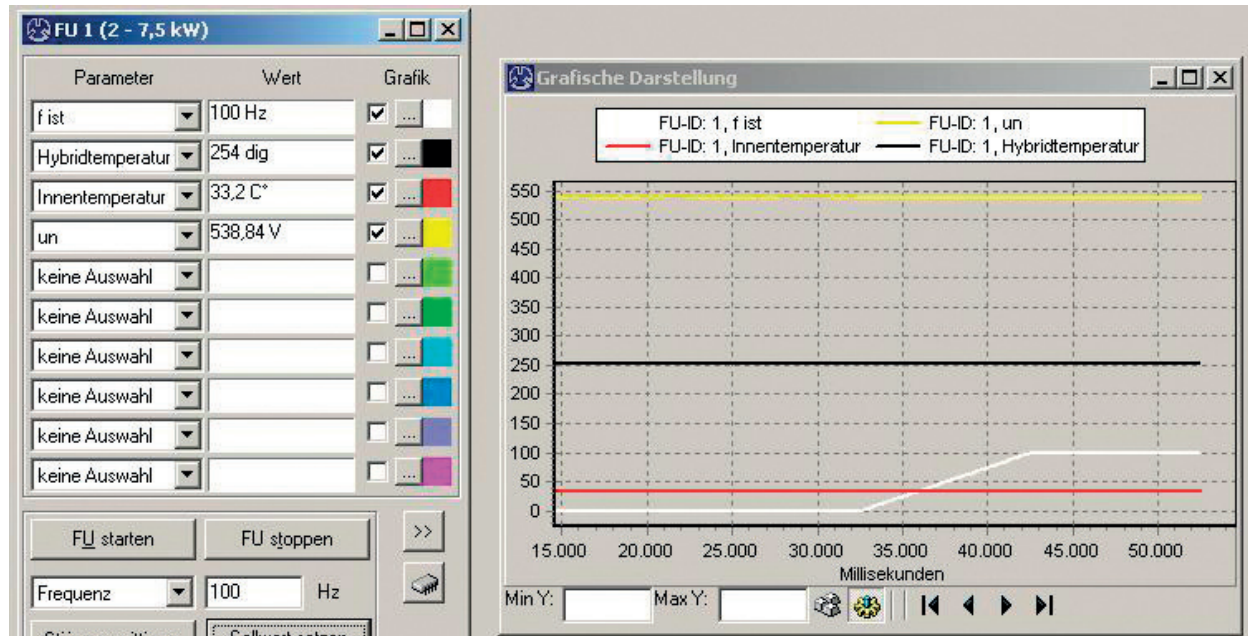 FU 1 (2 - 7,5 kW)
Parameter Wert Grafik
f ist 100 Hz ...
Hybridtemperatur 254 dig ...
Innentemperatur 33,2 C° ...
un 538,84 V ...
keine Auswahl ...
keine Auswahl ...
keine Auswahl ...
keine Auswahl ...
keine Auswahl ...
keine Auswahl ...
FU starten FU stoppen >>
Frequenz 100 Hz
Sollwert setzen
Grafische Darstellung
FU-ID: 1, f ist FU-ID: 1, un
FU-ID: 1, Innentemperatur FU-ID: 1, Hybridtemperatur
550
500
450
400
350
300
250
200
150
100
50
0
15.000 20.000 25.000 30.000 35.000 40.000 45.000 50.000
Millisekunden
Min Y: Max Y: